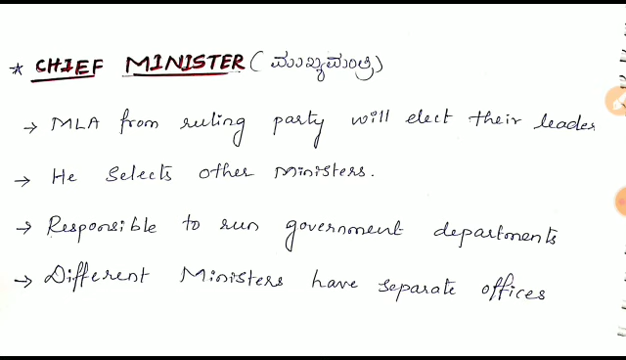 * CHIEF MINISTER (ಮುಖ್ಯಮಂತ್ರಿ)
→ MLA from ruling party will elect their leader
→ He selects other Ministers.
→ Responsible to run government departments
→ Different Ministers have separate offices